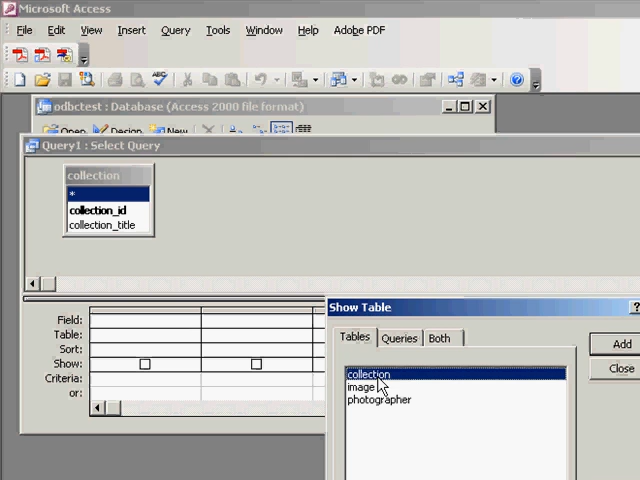 Microsoft Access
File Edit View Insert Query Tools Window Help Adobe PDF
ABC
odbctest : Database (Access 2000 file format)
Open Design New
Query1 : Select Query
collection
*
collection_id
collection_title
Field:
Table:
Sort:
Show:
Criteria:
or:
Show Table
?
Tables Queries Both
collection
image
photographer
Add
Close